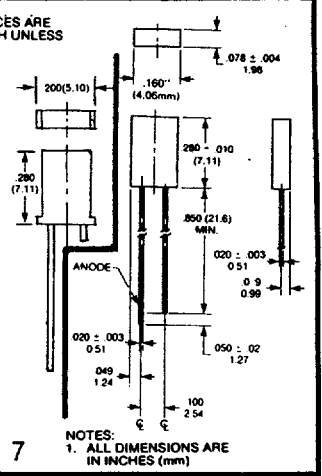 CES ARE
H UNLESS
.078 ± .004
1.98
200(5.10)
.160"
(4.06mm)
.280
(7.11)
280 - .010
(7.11)
.850 (21.6)
MIN.
.020 ± .003
0.51
ANODE
0.99
.020 ± .003
0.51
.050 ± .02
1.27
.049
1.24
100
2.54
℄ ℄
7
NOTES:
1. ALL DIMENSIONS ARE
IN INCHES (mm)